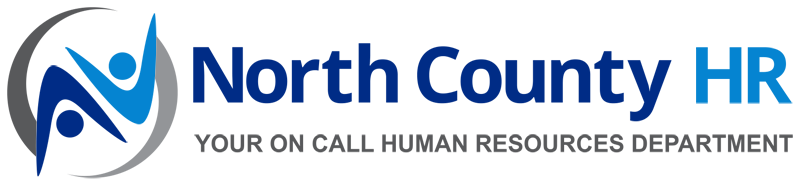 North County HR
YOUR ON CALL HUMAN RESOURCES DEPARTMENT